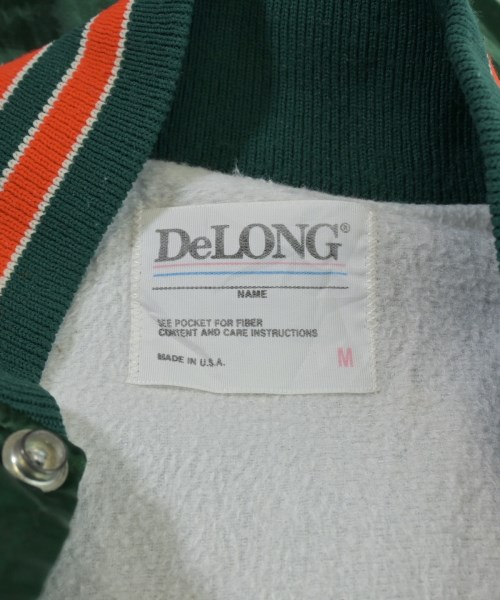 DeLONG®
NAME
SEE POCKET FOR FIBER
CONTENT AND CARE INSTRUCTIONS
MADE IN U.S.A.
M